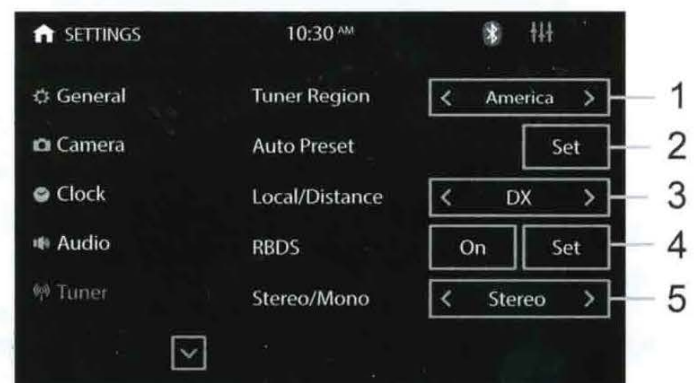 SETTINGS 10:30 AM
General Tuner Region < America > 1
Camera Auto Preset Set 2
Clock Local/Distance < DX > 3
Audio RBDS On Set 4
Tuner Stereo/Mono < Stereo > 5